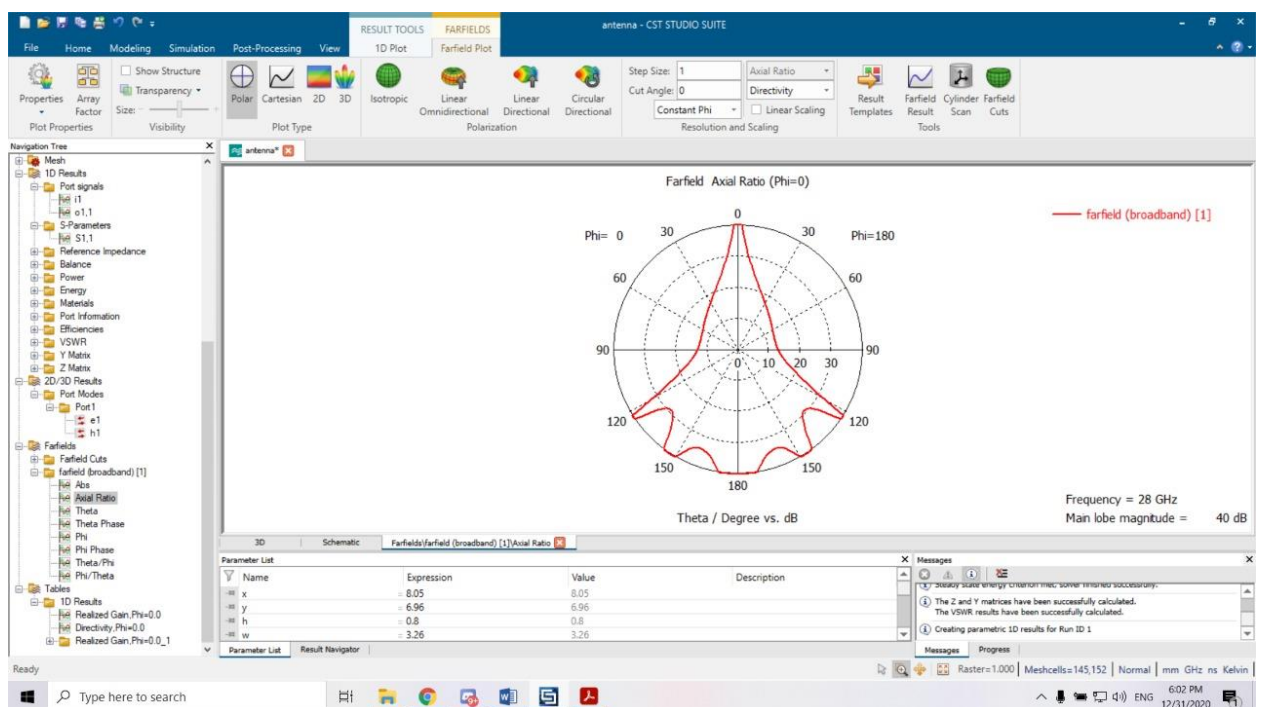 RESULT TOOLS FARFIELDS antenna - CST STUDIO SUITE
File Home Modeling Simulation Post-Processing View 1D Plot Farfield Plot
Properties
Array Factor
Plot Properties
Show Structure
Transparency
Size:
Visibility
Polar Cartesian 2D 3D
Plot Type
Isotropic
Linear Omnidirectional
Linear Directional
Circular Directional
Polarization
Step Size: 1 Axial Ratio
Cut Angle: 0 Directivity
Constant Phi Linear Scaling
Resolution and Scaling
Result Templates
Farfield Result
Cylinder Scan
Farfield Cuts
Tools
Navigation Tree
Mesh
1D Results
Port signals
i1
o1,1
S-Parameters
S1,1
Reference Impedance
Balance
Power
Energy
Materials
Port Information
Efficiencies
VSWR
Y Matrix
Z Matrix
2D/3D Results
Port Modes
Port1
e1
h1
Farfields
Farfield Cuts
farfield (broadband) [1]
Abs
Axial Ratio
Theta
Theta Phase
Phi
Phi Phase
Theta/Phi
Phi/Theta
Tables
1D Results
Realized Gain,Phi=0.0
Directivity,Phi=0.0
Realized Gain,Phi=0.0_1
antenna*
Farfield Axial Ratio (Phi=0)
farfield (broadband) [1]
0
Phi= 0 30 30 Phi=180
60 60
90 0 10 20 30 90
120 120
150 150
180
Theta / Degree vs. dB
Frequency = 28 GHz
Main lobe magnitude = 40 dB
3D Schematic Farfields\farfield (broadband) [1]\Axial Ratio
Parameter List
Name Expression Value Description
x = 8.05 8.05
y = 6.96 6.96
h = 0.8 0.8
w = 3.26 3.26
Parameter List Result Navigator
Messages
Steady state energy criterion met, solver finished successfully.
The Z and Y matrices have been successfully calculated.
The VSWR results have been successfully calculated.
Creating parametric 1D results for Run ID 1
Messages Progress
Ready Raster=1.000 Meshcells=145,152 Normal mm GHz ns Kelvin
Type here to search
ENG
6:02 PM
12/31/2020